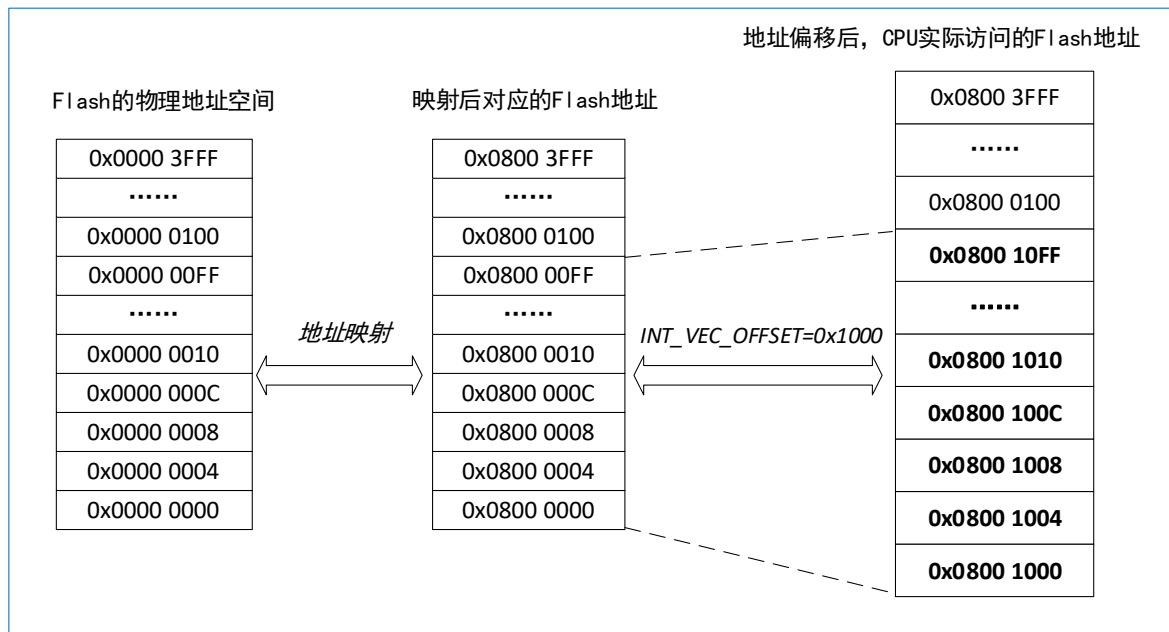 地址偏移后，CPU实际访问的Flash地址
Flash的物理地址空间
映射后对应的Flash地址
0x0000 3FFF
······
0x0000 0100
0x0000 00FF
······
0x0000 0010
0x0000 000C
0x0000 0008
0x0000 0004
0x0000 0000
地址映射
0x0800 3FFF
······
0x0800 0100
0x0800 00FF
······
0x0800 0010
0x0800 000C
0x0800 0008
0x0800 0004
0x0800 0000
INT_VEC_OFFSET=0x1000
0x0800 3FFF
······
0x0800 0100
0x0800 10FF
······
0x0800 1010
0x0800 100C
0x0800 1008
0x0800 1004
0x0800 1000